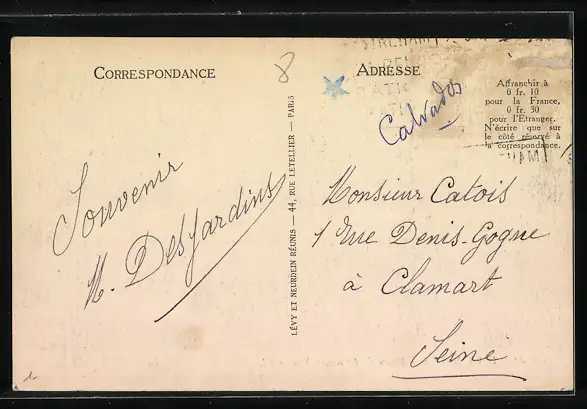 CORRESPONDANCE
8
Souvenir
N. Desjardins
LÉVY ET NEURDEIN RÉUNIS — 44, RUE LETELLIER — PARIS
ADRESSE
Calvados
Affranchir à
0 fr. 10
pour la France,
0 fr. 30
pour l'Etranger.
N'écrire que sur
le côté réservé à
la correspondance.
Monsieur Catois
1 Rue Denis-Gogue
à Clamart
Seine